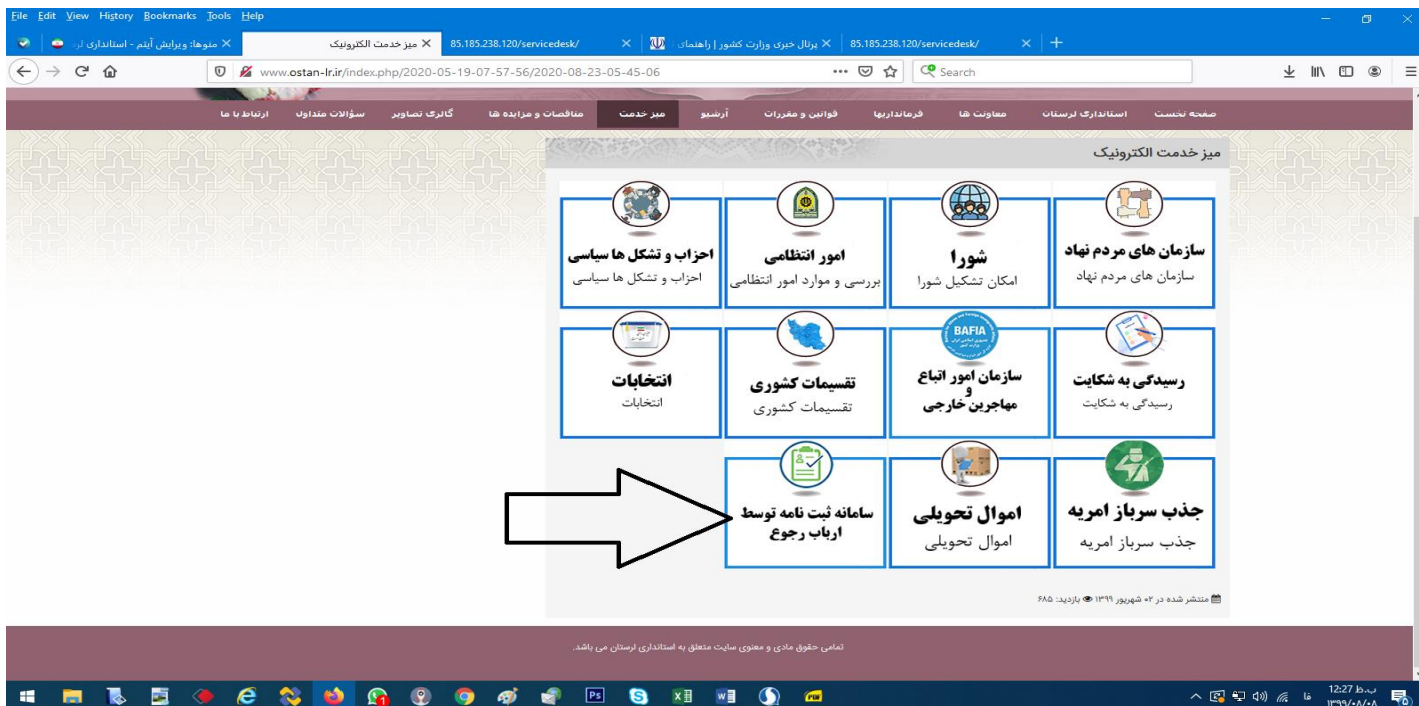 File Edit View History Bookmarks Tools Help
منوها: ویرایش آیتم - استانداری لر
میز خدمت الکترونیک
85.185.238.120/servicedesk/
پرتال خبری وزارت کشور | راهنمای
85.185.238.120/servicedesk/
www.ostan-lr.ir/index.php/2020-05-19-07-57-56/2020-08-23-05-45-06
Search
صفحه نخست استانداری لرستان معاونت ها فرمانداریها قوانین و مقررات آرشیو میز خدمت مناقصات و مزایده ها گالری تصاویر سؤالات متداول ارتباط با ما
میز خدمت الکترونیک
سازمان های مردم نهاد
سازمان های مردم نهاد
شورا
امکان تشکیل شورا
امور انتظامی
بررسی و موارد امور انتظامی
احزاب و تشکل ها سیاسی
احزاب و تشکل ها سیاسی
رسیدگی به شکایت
رسیدگی به شکایت
BAFIA
سازمان امور اتباع
و
مهاجرین خارجی
تقسیمات کشوری
تقسیمات کشوری
انتخابات
انتخابات
جذب سرباز امریه
جذب سرباز امریه
اموال تحویلی
اموال تحویلی
سامانه ثبت نامه توسط
ارباب رجوع
منتشر شده در ۰۲ شهریور ۱۳۹۹ بازدید: ۶۸۵
تمامی حقوق مادی و معنوی سایت متعلق به استانداری لرستان می باشد.
فا
12:27 ب.ظ
۱۳۹۹/۰۸/۰۸